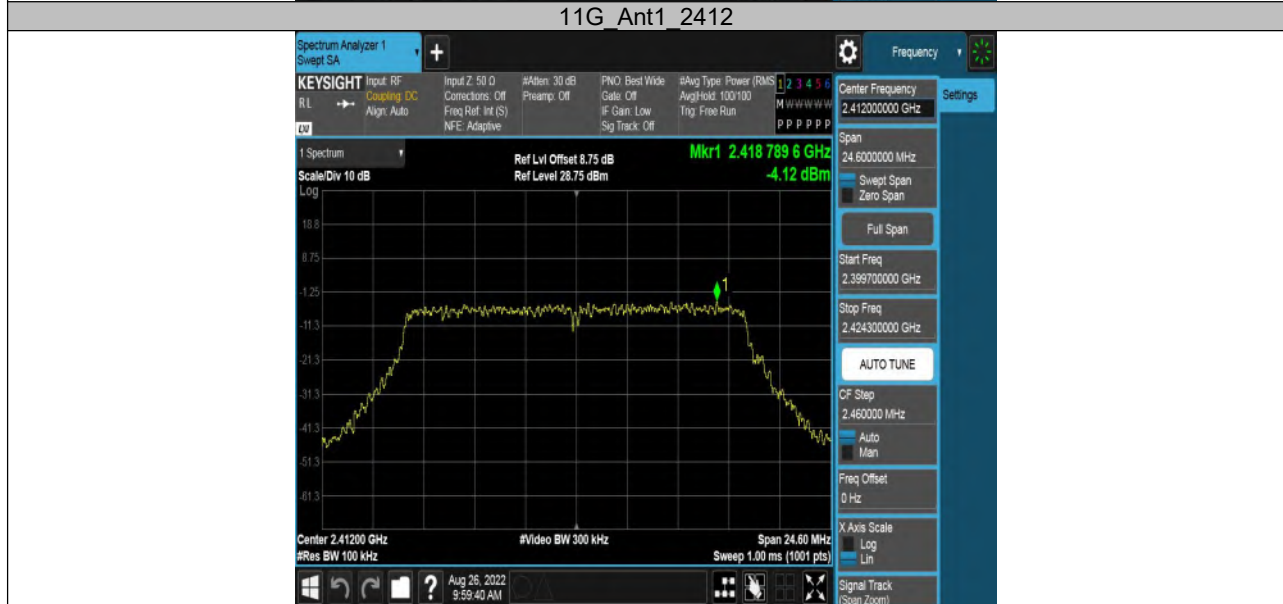 11G_Ant1_2412
Spectrum Analyzer 1
Swept SA
+
Frequency
KEYSIGHT
RL
LXI
Input: RF
Coupling: DC
Align: Auto
Input Z: 50 Ω
Corrections: Off
Freq Ref: Int (S)
NFE: Adaptive
#Atten: 30 dB
Preamp: Off
PNO: Best Wide
Gate: Off
IF Gain: Low
Sig Track: Off
#Avg Type: Power (RMS
Avg|Hold: 100/100
Trig: Free Run
1 2 3 4 5 6
M W W W W W
P P P P P P
1 Spectrum
Scale/Div 10 dB
Log
Ref Lvl Offset 8.75 dB
Ref Level 28.75 dBm
Mkr1 2.418 789 6 GHz
-4.12 dBm
18.8
8.75
-1.25
-11.3
-21.3
-31.3
-41.3
-51.3
-61.3
1
Center 2.41200 GHz
#Res BW 100 kHz
#Video BW 300 kHz
Span 24.60 MHz
Sweep 1.00 ms (1001 pts)
?
Aug 26, 2022
9:59:40 AM
Center Frequency
2.412000000 GHz
Settings
Span
24.6000000 MHz
Swept Span
Zero Span
Full Span
Start Freq
2.399700000 GHz
Stop Freq
2.424300000 GHz
AUTO TUNE
CF Step
2.460000 MHz
Auto
Man
Freq Offset
0 Hz
X Axis Scale
Log
Lin
Signal Track
(Span Zoom)